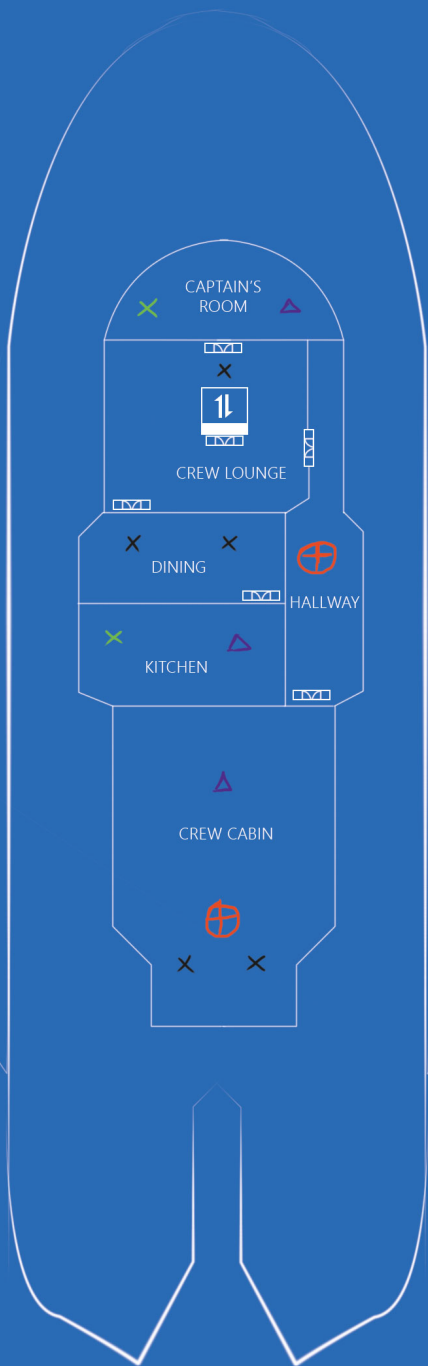 CAPTAIN'S
ROOM
CREW LOUNGE
DINING
HALLWAY
KITCHEN
CREW CABIN